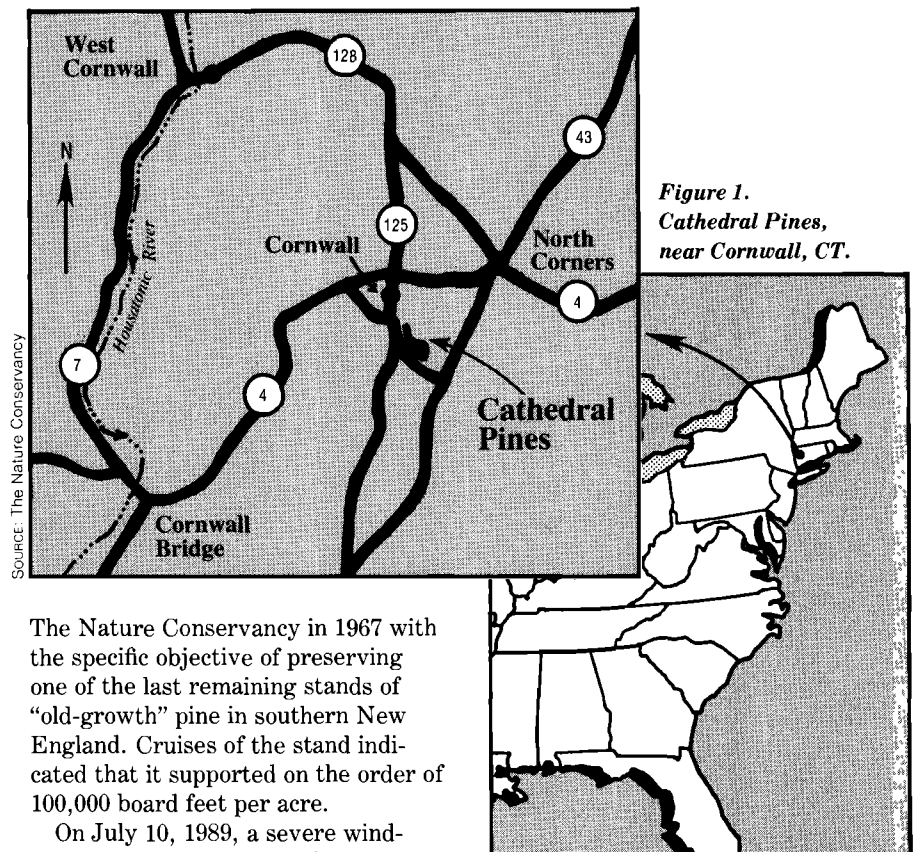 West
Cornwall
128
43
N
125
Cornwall
North
Corners
Housatonic River
4
7
4
Cathedral
Pines
Cornwall
Bridge
SOURCE: The Nature Conservancy
Figure 1.
Cathedral Pines,
near Cornwall, CT.
The Nature Conservancy in 1967 with
the specific objective of preserving
one of the last remaining stands of
“old-growth” pine in southern New
England. Cruises of the stand indi-
cated that it supported on the order of
100,000 board feet per acre.
On July 10, 1989, a severe wind-